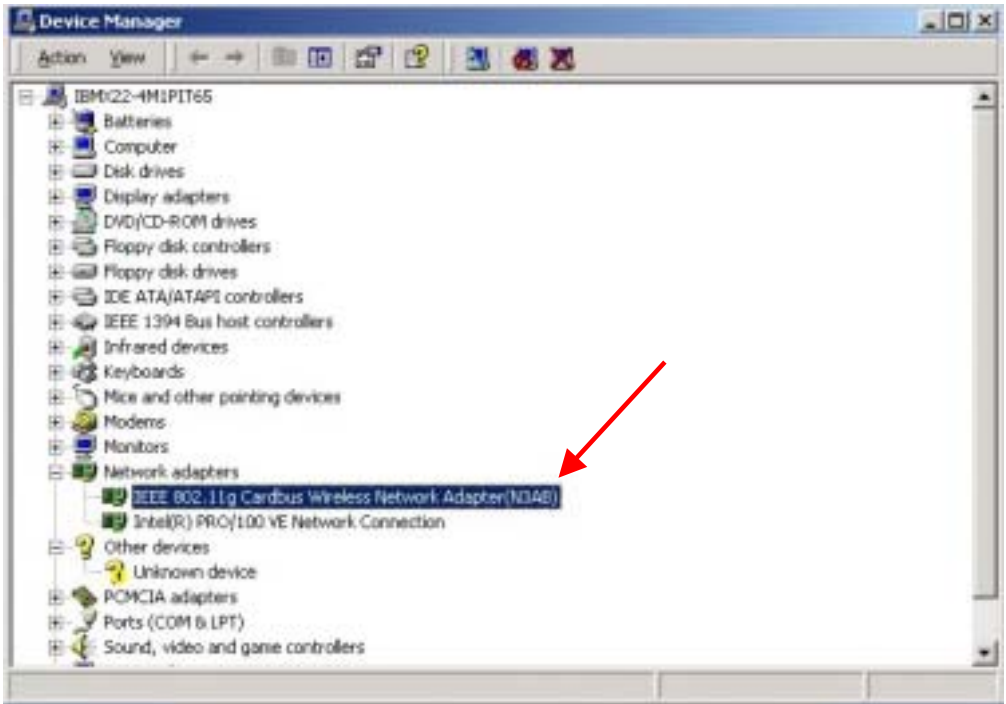 Device Manager
Action View
IBMX22-4M1PIT65
Batteries
Computer
Disk drives
Display adapters
DVD/CD-ROM drives
Floppy disk controllers
Floppy disk drives
IDE ATA/ATAPI controllers
IEEE 1394 Bus host controllers
Infrared devices
Keyboards
Mice and other pointing devices
Modems
Monitors
Network adapters
IEEE 802.11g Cardbus Wireless Network Adapter(N3AB)
Intel(R) PRO/100 VE Network Connection
Other devices
Unknown device
PCMCIA adapters
Ports (COM & LPT)
Sound, video and game controllers